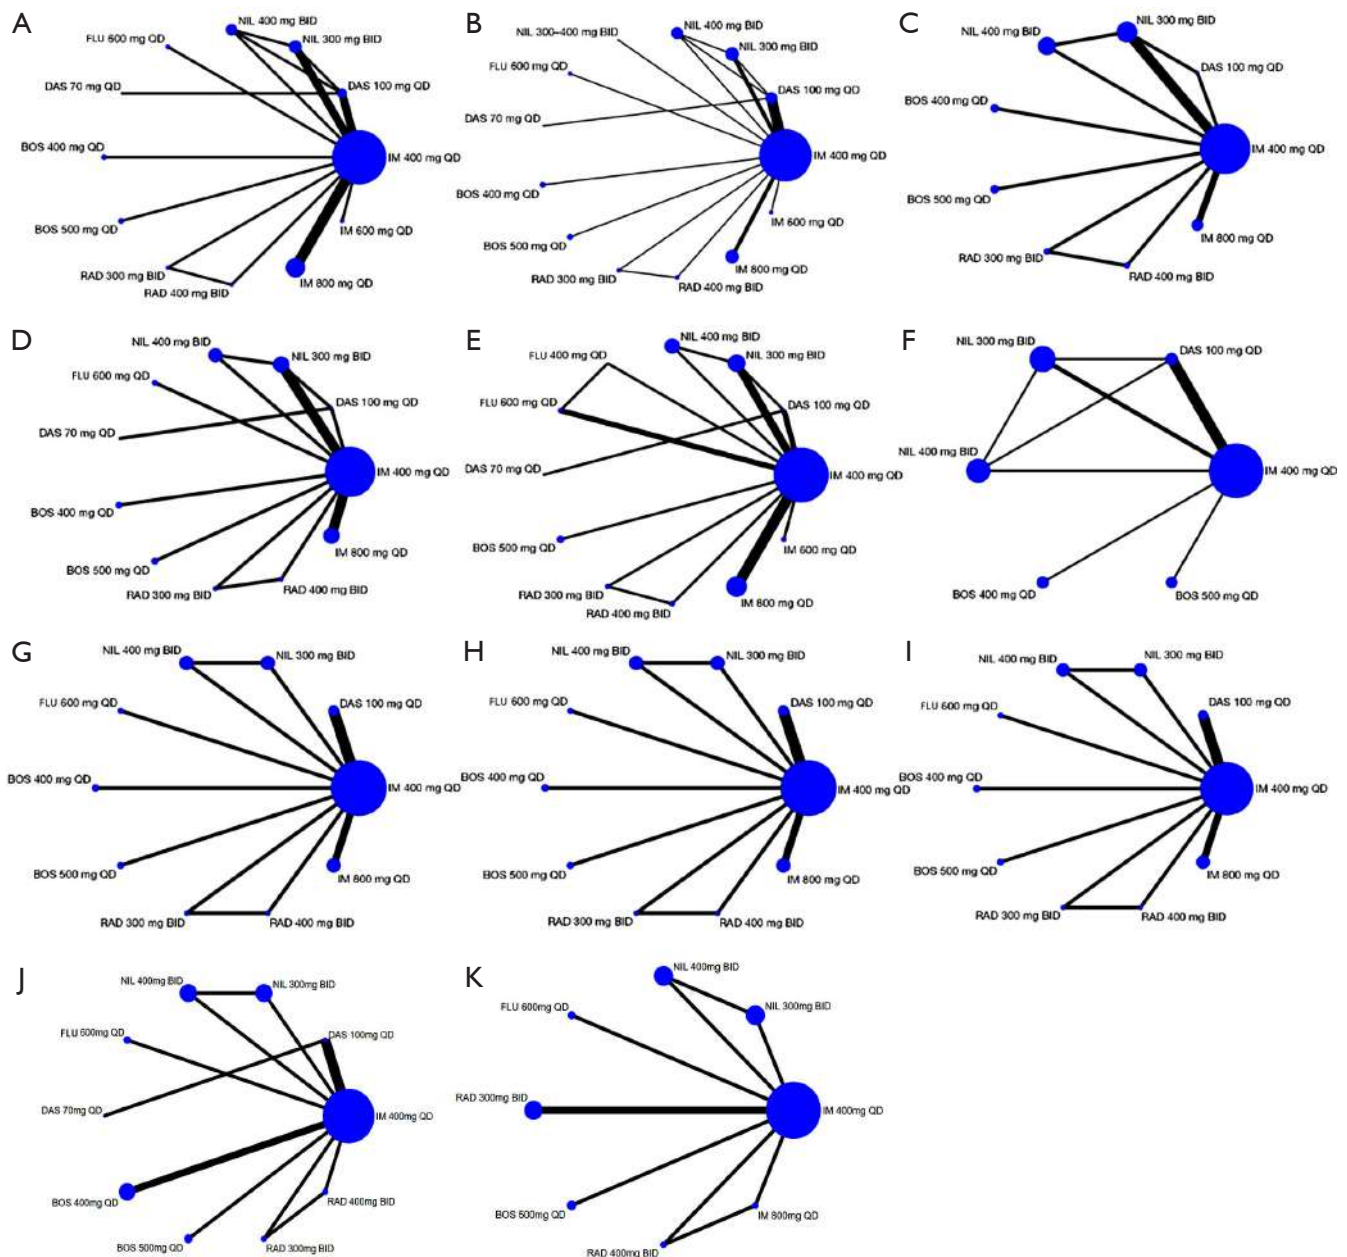 A
NIL 400 mg BID
FLU 600 mg QD
NIL 300 mg BID
DAS 70 mg QD
DAS 100 mg QD
BOS 400 mg QD
IM 400 mg QD
BOS 500 mg QD
IM 600 mg QD
RAD 300 mg BID
IM 800 mg QD
RAD 400 mg BID
B
NIL 300–400 mg BID
NIL 400 mg BID
NIL 300 mg BID
FLU 600 mg QD
DAS 100 mg QD
DAS 70 mg QD
IM 400 mg QD
BOS 400 mg QD
IM 600 mg QD
BOS 500 mg QD
IM 800 mg QD
RAD 300 mg BID
RAD 400 mg BID
C
NIL 300 mg BID
NIL 400 mg BID
DAS 100 mg QD
BOS 400 mg QD
IM 400 mg QD
BOS 500 mg QD
IM 800 mg QD
RAD 300 mg BID
RAD 400 mg BID
D
NIL 400 mg BID
NIL 300 mg BID
FLU 600 mg QD
DAS 100 mg QD
DAS 70 mg QD
IM 400 mg QD
BOS 400 mg QD
IM 800 mg QD
BOS 500 mg QD
RAD 300 mg BID
RAD 400 mg BID
E
NIL 400 mg BID
FLU 400 mg QD
NIL 300 mg BID
FLU 600 mg QD
DAS 100 mg QD
DAS 70 mg QD
IM 400 mg QD
BOS 500 mg QD
IM 600 mg QD
RAD 300 mg BID
IM 800 mg QD
RAD 400 mg BID
F
NIL 300 mg BID
DAS 100 mg QD
NIL 400 mg BID
IM 400 mg QD
BOS 400 mg QD
BOS 500 mg QD
G
NIL 400 mg BID
NIL 300 mg BID
FLU 600 mg QD
DAS 100 mg QD
BOS 400 mg QD
IM 400 mg QD
BOS 500 mg QD
IM 800 mg QD
RAD 300 mg BID
RAD 400 mg BID
H
NIL 400 mg BID
NIL 300 mg BID
FLU 600 mg QD
DAS 100 mg QD
BOS 400 mg QD
IM 400 mg QD
BOS 500 mg QD
IM 800 mg QD
RAD 300 mg BID
RAD 400 mg BID
I
NIL 400 mg BID
NIL 300 mg BID
FLU 600 mg QD
DAS 100 mg QD
BOS 400 mg QD
IM 400 mg QD
BOS 500 mg QD
IM 800 mg QD
RAD 300 mg BID
RAD 400 mg BID
J
NIL 400mg BID
NIL 300mg BID
FLU 600mg QD
DAS 100mg QD
DAS 70mg QD
IM 400mg QD
BOS 400mg QD
RAD 400mg BID
BOS 500mg QD
RAD 300mg BID
K
NIL 400mg BID
FLU 600mg QD
NIL 300mg BID
RAD 300mg BID
IM 400mg QD
BOS 500mg QD
IM 800mg QD
RAD 400mg BID